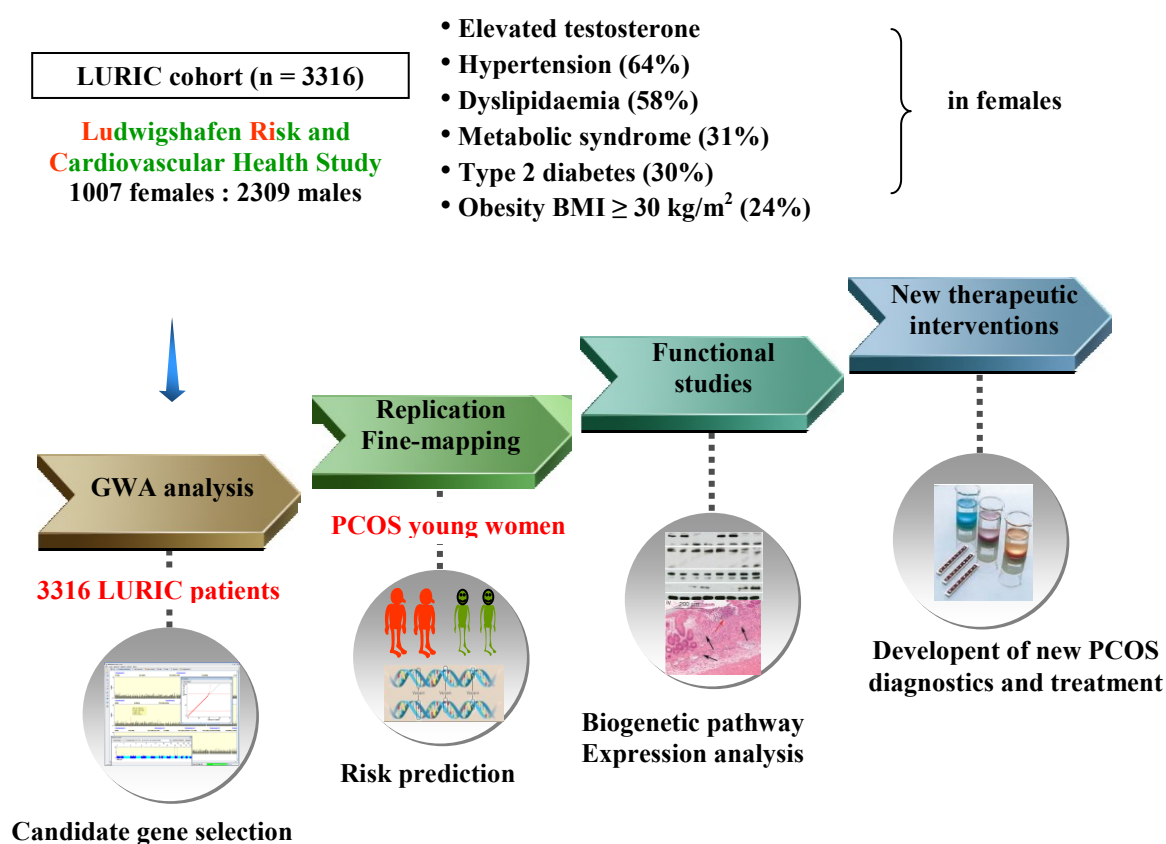 LURIC cohort (n = 3316)
Ludwigshafen Risk and
Cardiovascular Health Study
1007 females : 2309 males
• Elevated testosterone
• Hypertension (64%)
• Dyslipidaemia (58%)
• Metabolic syndrome (31%)
• Type 2 diabetes (30%)
• Obesity BMI ≥ 30 kg/m² (24%)
in females
GWA analysis
3316 LURIC patients
Candidate gene selection
Replication
Fine-mapping
PCOS young women
Risk prediction
Functional
studies
Biogenetic pathway
Expression analysis
New therapeutic
interventions
Developent of new PCOS
diagnostics and treatment